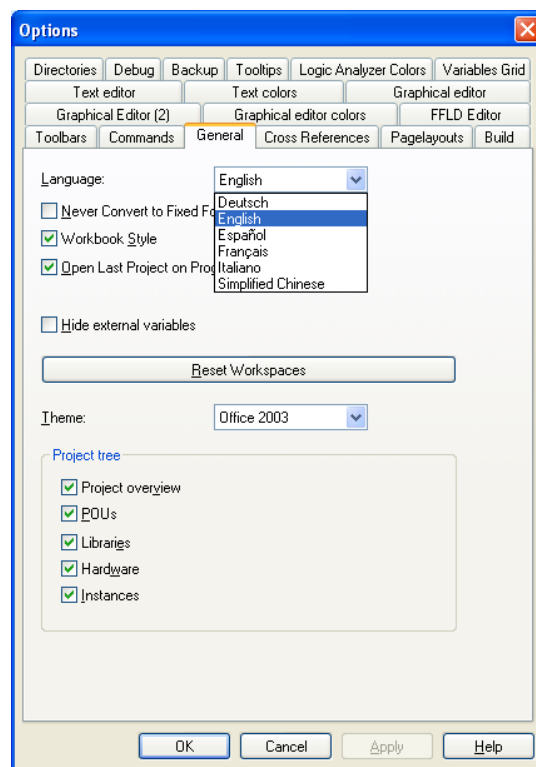 Options
Directories Debug Backup Tooltips Logic Analyzer Colors Variables Grid
Text editor Text colors Graphical editor
Graphical Editor (2) Graphical editor colors FFLD Editor
Toolbars Commands General Cross References Pagelayouts Build
Language: English
Deutsch
Never Convert to Fixed Fo
English
Workbook Style
Español
Français
Open Last Project on Prog
Italiano
Simplified Chinese
Hide external variables
Reset Workspaces
Theme: Office 2003
Project tree
Project overview
POUs
Libraries
Hardware
Instances
OK Cancel Apply Help